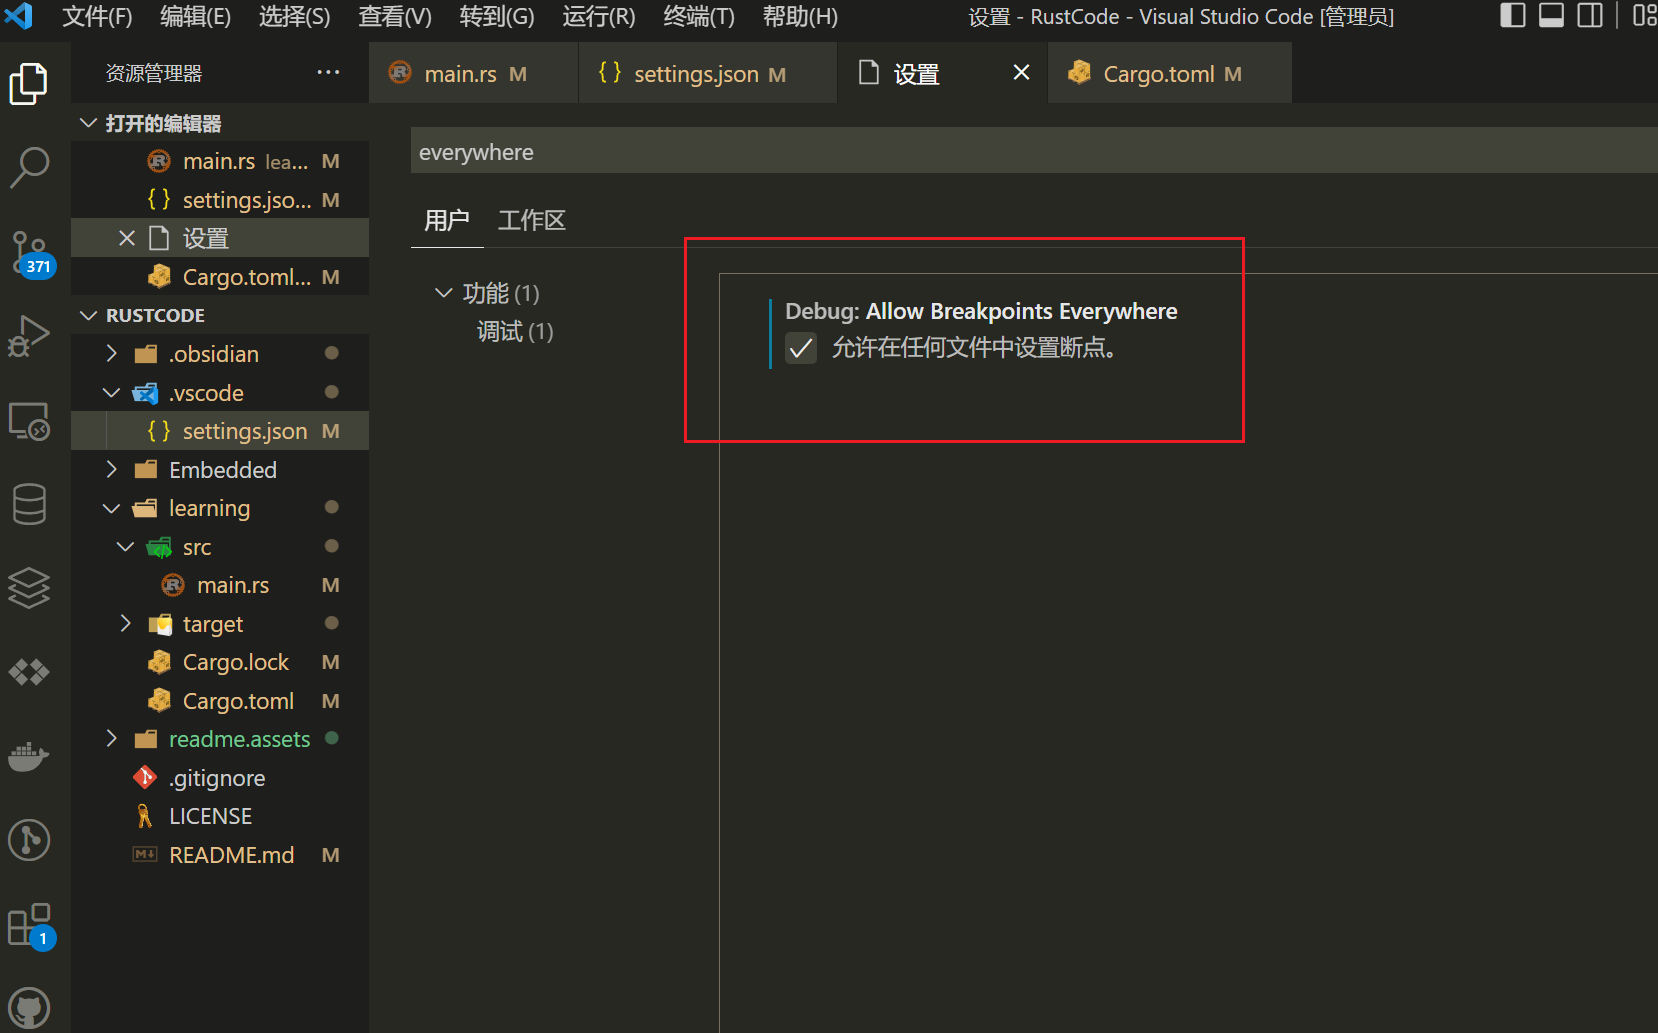 文件(F) 编辑(E) 选择(S) 查看(V) 转到(G) 运行(R) 终端(T) 帮助(H) 设置 - RustCode - Visual Studio Code [管理员]
资源管理器 ···
main.rs M
settings.json M
设置
Cargo.toml M
打开的编辑器
main.rs lea... M
settings.jso... M
设置
Cargo.toml... M
RUSTCODE
.obsidian
.vscode
settings.json M
Embedded
learning
src
main.rs M
target
Cargo.lock M
Cargo.toml M
readme.assets
.gitignore
LICENSE
README.md M
371
1
everywhere
用户 工作区
功能 (1)
调试 (1)
Debug: Allow Breakpoints Everywhere
允许在任何文件中设置断点。